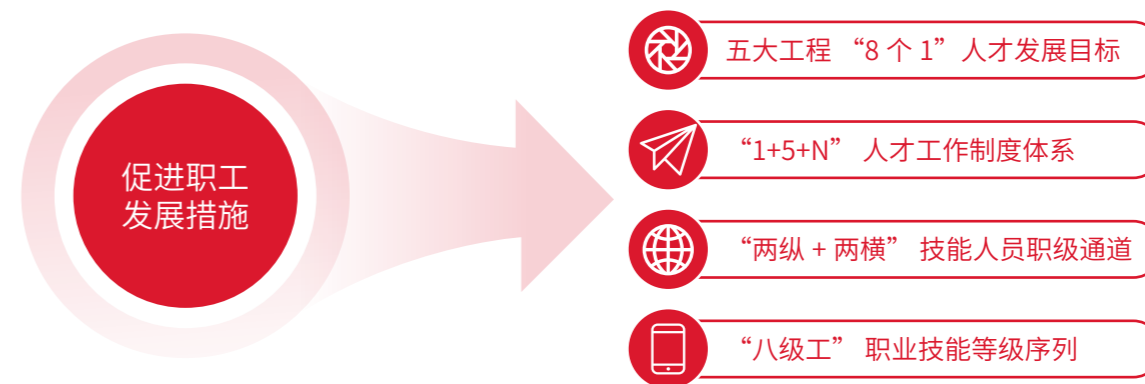 促进职工
发展措施
五大工程 “8 个 1”人才发展目标
“1+5+N” 人才工作制度体系
“两纵 + 两横” 技能人员职级通道
“八级工” 职业技能等级序列